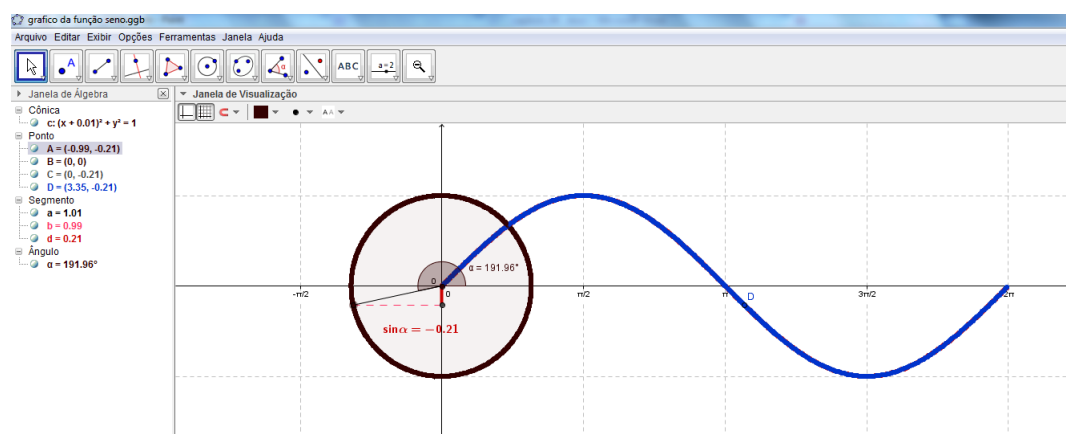 grafico da função seno.ggb
Arquivo Editar Exibir Opções Ferramentas Janela Ajuda
A
α
ABC
a=2
Janela de Álgebra
Janela de Visualização
AA
Cônica
c: (x + 0.01)² + y² = 1
Ponto
A = (-0.99, -0.21)
B = (0, 0)
C = (0, -0.21)
D = (3.35, -0.21)
Segmento
a = 1.01
b = 0.99
d = 0.21
Ângulo
α = 191.96°
α = 191.96°
0
-π/2
0
π/2
π
D
3π/2
2π
sin α = −0.21